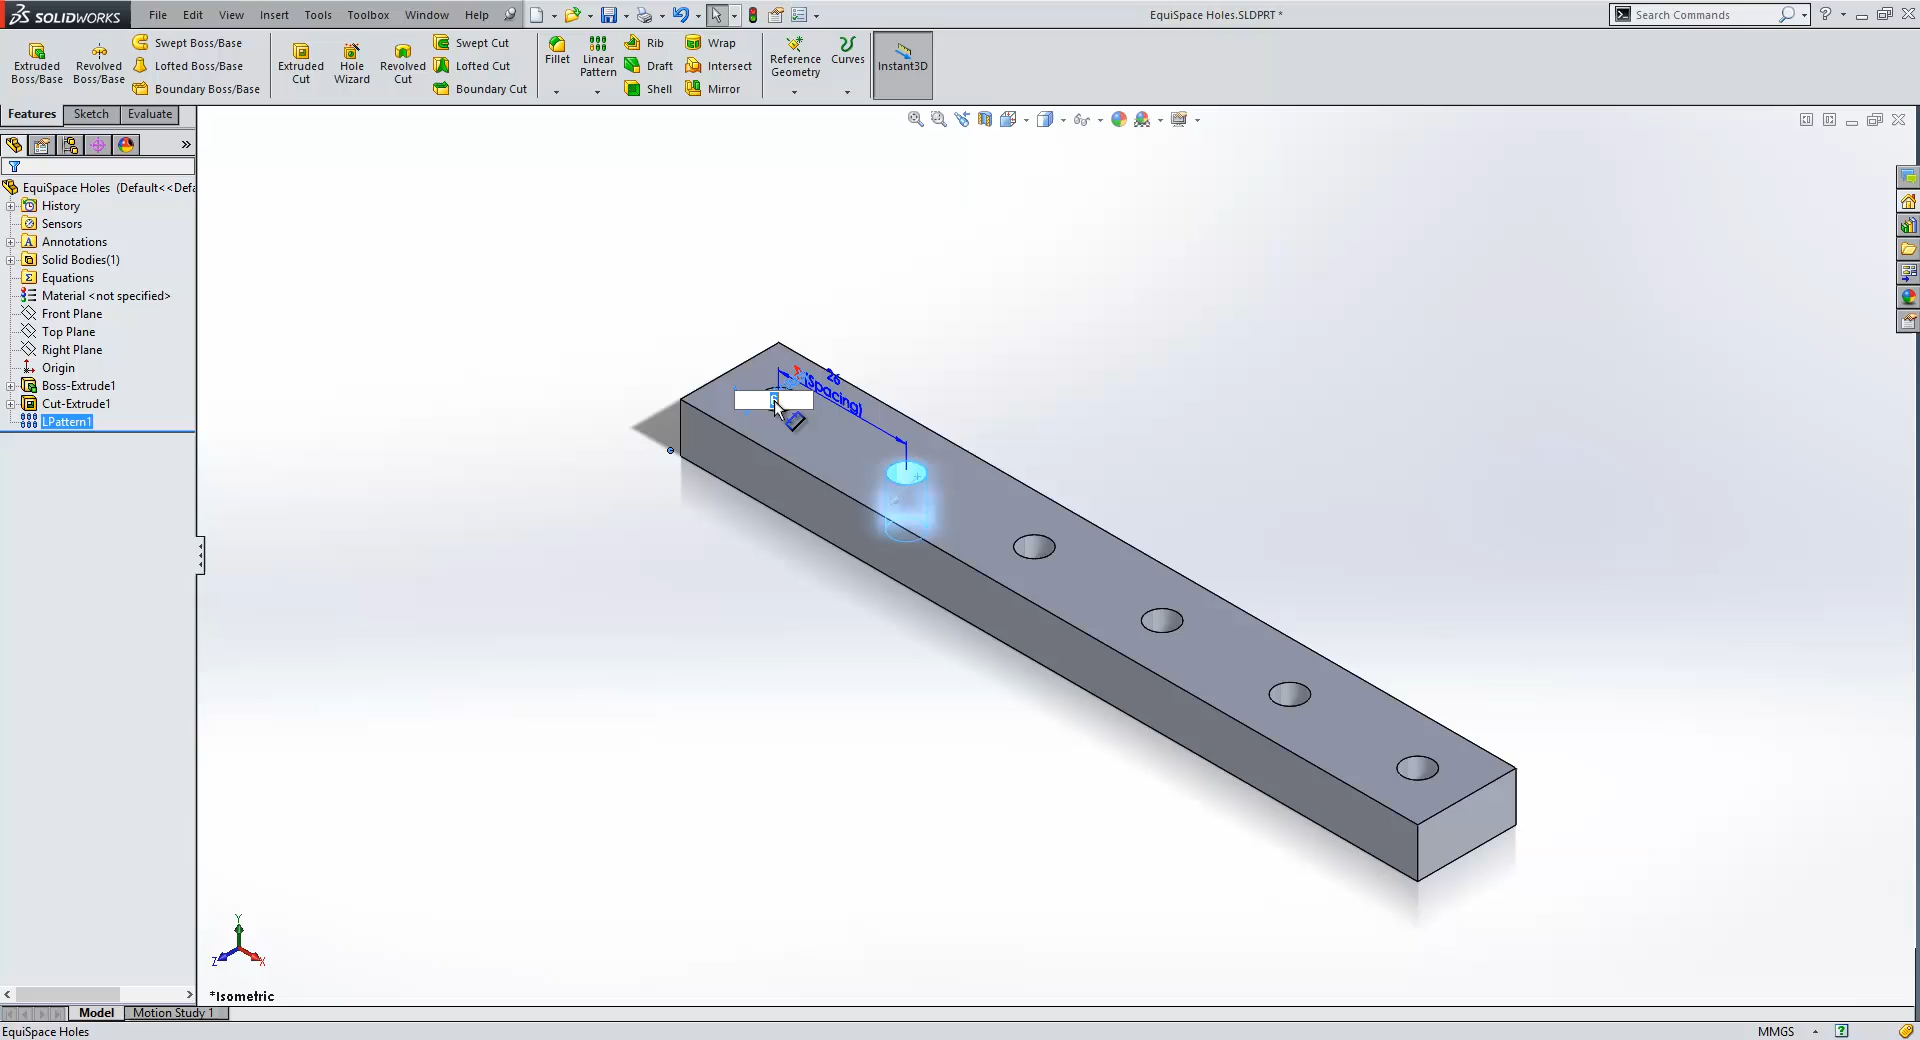 SOLIDWORKS File Edit View Insert Tools Toolbox Window Help EquiSpace Holes.SLDPRT * Search Commands
Extruded Boss/Base
Revolved Boss/Base
Swept Boss/Base
Lofted Boss/Base
Boundary Boss/Base
Extruded Cut
Hole Wizard
Revolved Cut
Swept Cut
Lofted Cut
Boundary Cut
Fillet
Linear Pattern
Rib
Draft
Shell
Wrap
Intersect
Mirror
Reference Geometry
Curves
Instant3D
Features Sketch Evaluate
EquiSpace Holes (Default<<Defa
History
Sensors
Annotations
Solid Bodies(1)
Equations
Material <not specified>
Front Plane
Top Plane
Right Plane
Origin
Boss-Extrude1
Cut-Extrude1
LPattern1
26
(Spacing)
Y
Z
X
*Isometric
Model Motion Study 1
EquiSpace Holes MMGS